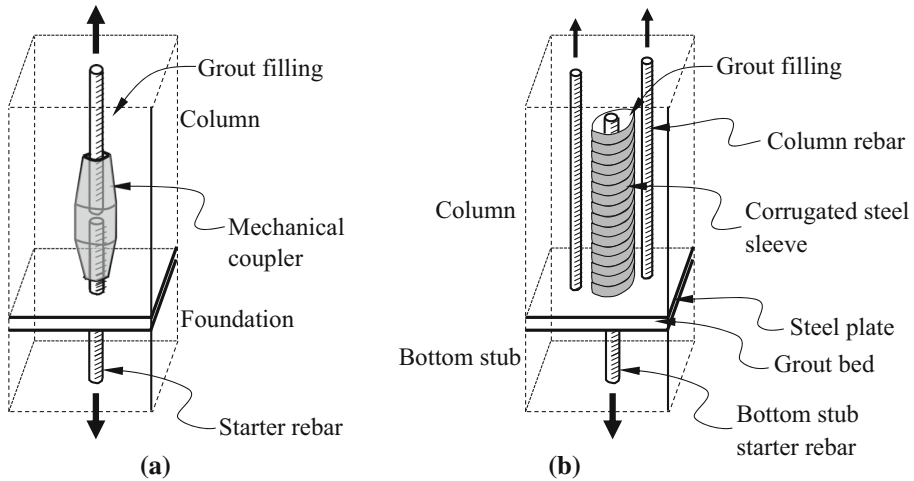 Grout filling
Column
Mechanical
coupler
Foundation
Starter rebar
(a)
Grout filling
Column rebar
Column
Corrugated steel
sleeve
Steel plate
Bottom stub
Grout bed
Bottom stub
starter rebar
(b)